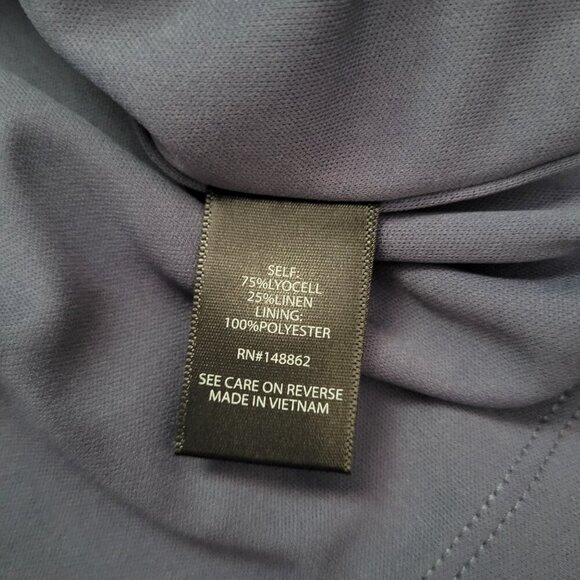 SELF:
75%LYOCELL
25%LINEN
LINING:
100%POLYESTER
RN#148862
SEE CARE ON REVERSE
MADE IN VIETNAM